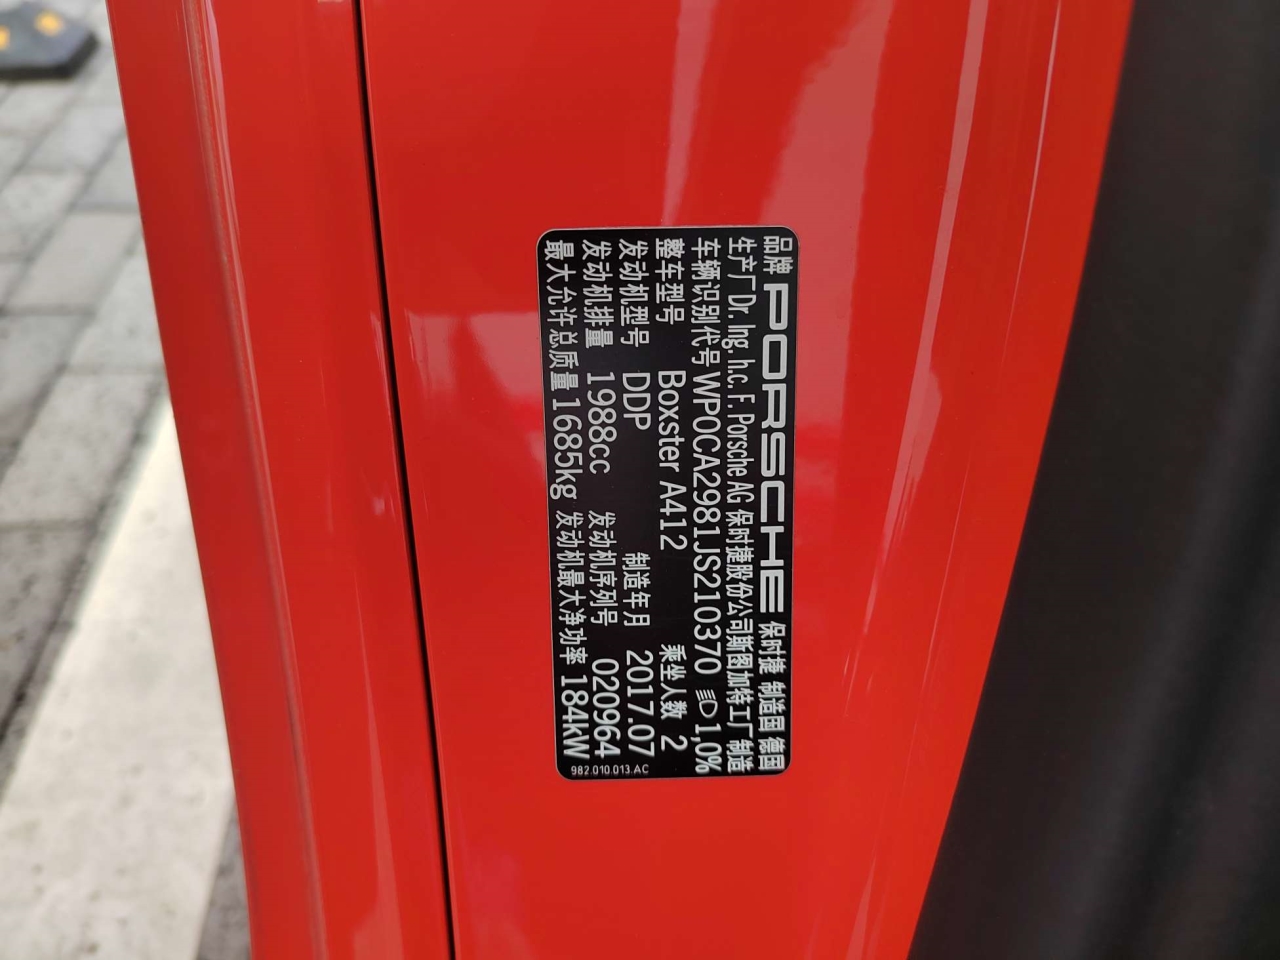 品牌 PORSCHE 保时捷 制造国 德国
生产厂 Dr. Ing. h.c. F. Porsche AG 保时捷股份公司斯图加特工厂 制造
车辆识别代号 WP0CA2981JS210370 1,0%
整车型号 Boxster A412 乘坐人数 2
发动机型号 DDP 制造年月 2017.07
发动机排量 1988cc 发动机序列号 020964
最大允许总质量 1685kg 发动机最大净功率 184kW
982.010.013.AC